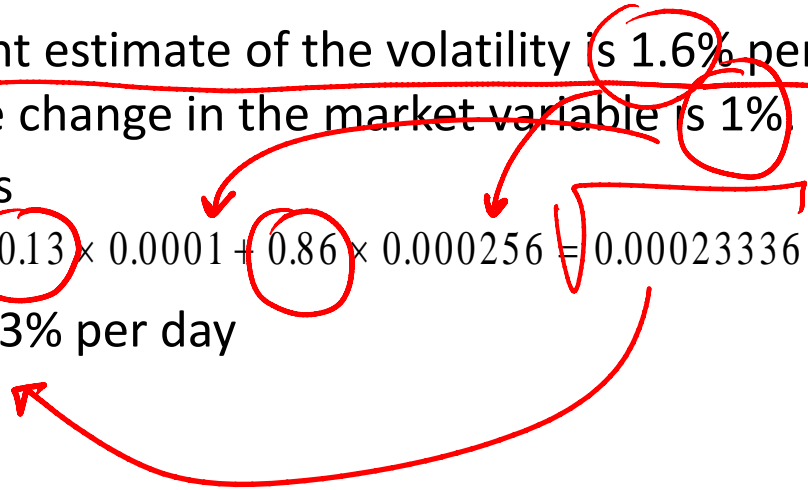 nt estimate of the volatility is 1.6% per
e change in the market variable is 1%.
s
0.13 × 0.0001 + 0.86 × 0.000256 = 0.00023336
3% per day